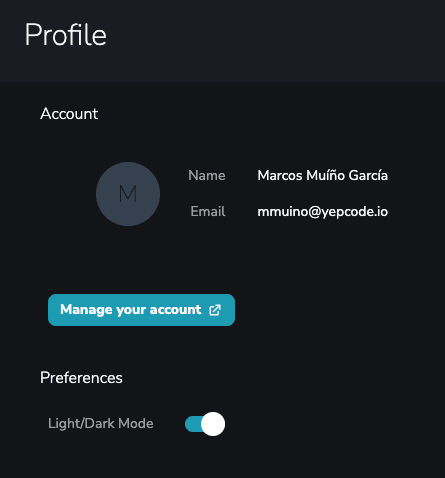 Profile
Account
M
Name Marcos Muíño García
Email mmuino@yepcode.io
Manage your account
Preferences
Light/Dark Mode